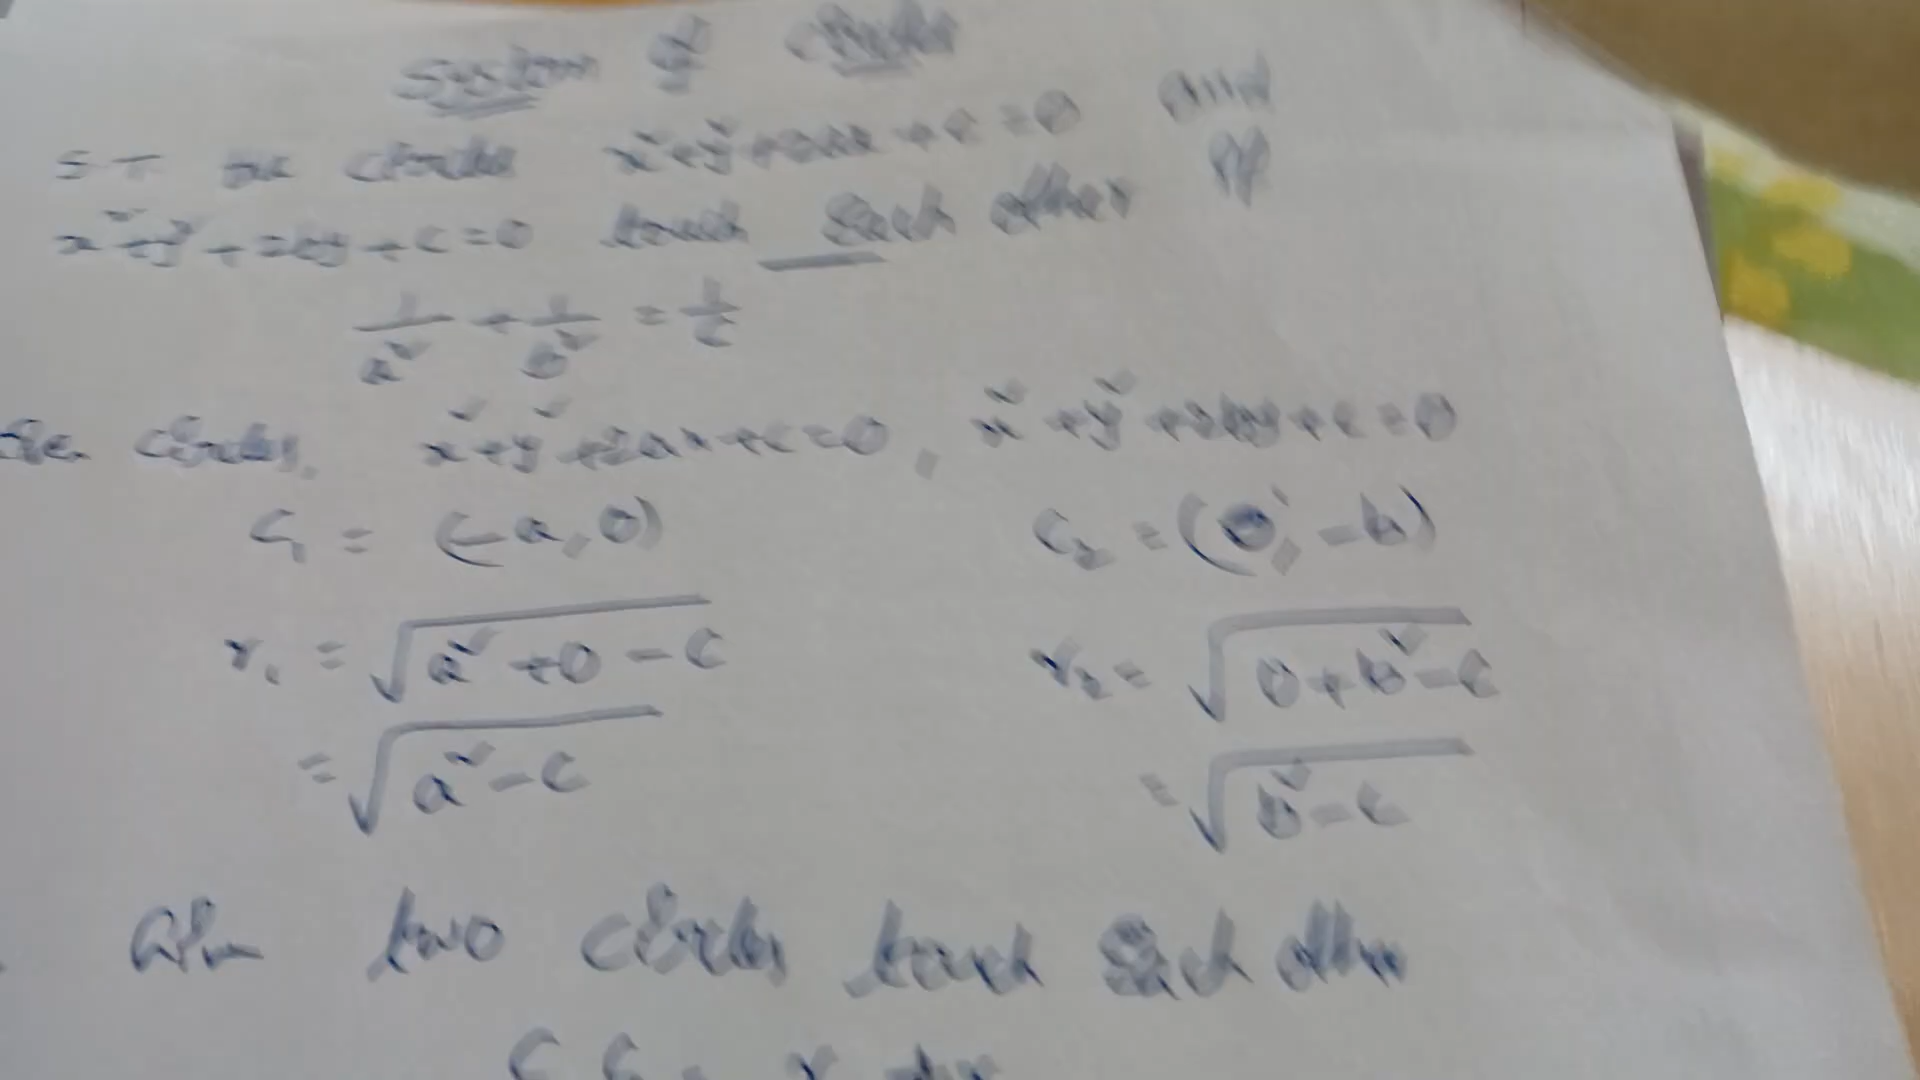 System of Circles
S.T the circles x²+y²+2ax+c=0 and
x²+y²+2by+c=0 touch Each other if
1/a² + 1/b² = 1/c
circles, x²+y²+2ax+c=0, x²+y²+2by+c=0
C₁ = (-a, 0) C₂ = (0, -b)
r₁ = √(a²+0-c) r₂ = √(0+b²-c)
= √(a²-c) = √(b²-c)
Given two circles touch Each other